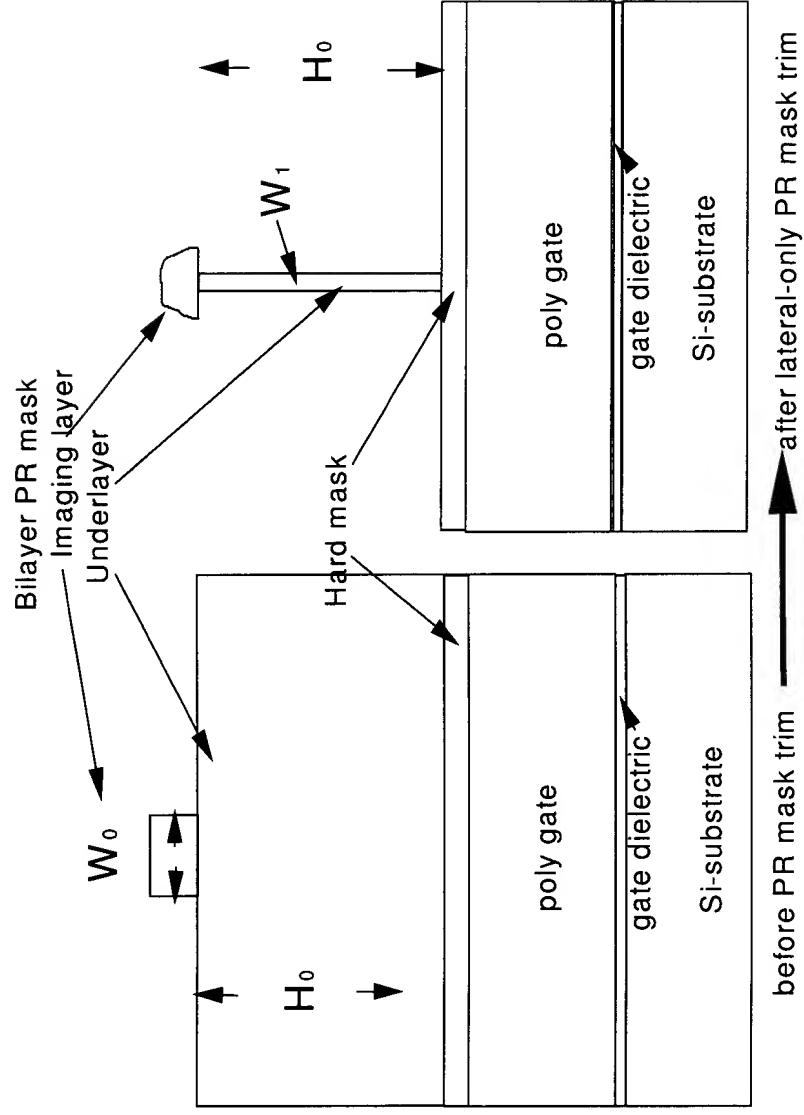 Bilayer PR mask
Imaging layer
Underlayer
W0
H0
Hard mask
poly gate
gate dielectric
Si-substrate
before PR mask trim
W1
H0
poly gate
gate dielectric
Si-substrate
after lateral-only PR mask trim